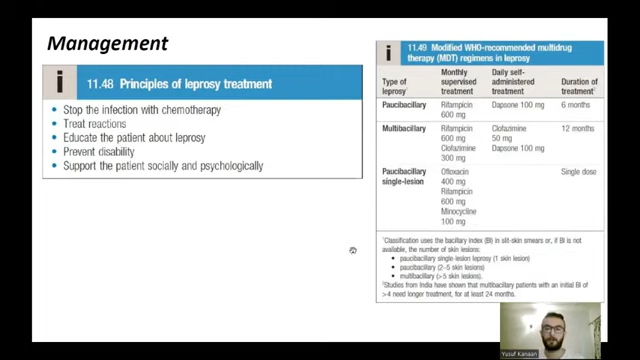 Management
i 11.48 Principles of leprosy treatment
• Stop the infection with chemotherapy
• Treat reactions
• Educate the patient about leprosy
• Prevent disability
• Support the patient socially and psychologically
i 11.49 Modified WHO-recommended multidrug
therapy (MDT) regimens in leprosy
Type of leprosy¹ Monthly supervised treatment Daily self-administered treatment Duration of treatment²
Paucibacillary Rifampicin 600 mg Dapsone 100 mg 6 months
Multibacillary Rifampicin 600 mg Clofazimine 300 mg Clofazimine 50 mg Dapsone 100 mg 12 months
Paucibacillary single-lesion Ofloxacin 400 mg Rifampicin 600 mg Minocycline 100 mg Single dose
¹Classification uses the bacillary index (BI) in slit-skin smears or, if BI is not
available, the number of skin lesions:
• paucibacillary single-lesion leprosy (1 skin lesion)
• paucibacillary (2–5 skin lesions)
• multibacillary (>5 skin lesions).
²Studies from India have shown that multibacillary patients with an initial BI of
>4 need longer treatment, for at least 24 months.
Yusuf Kanaan